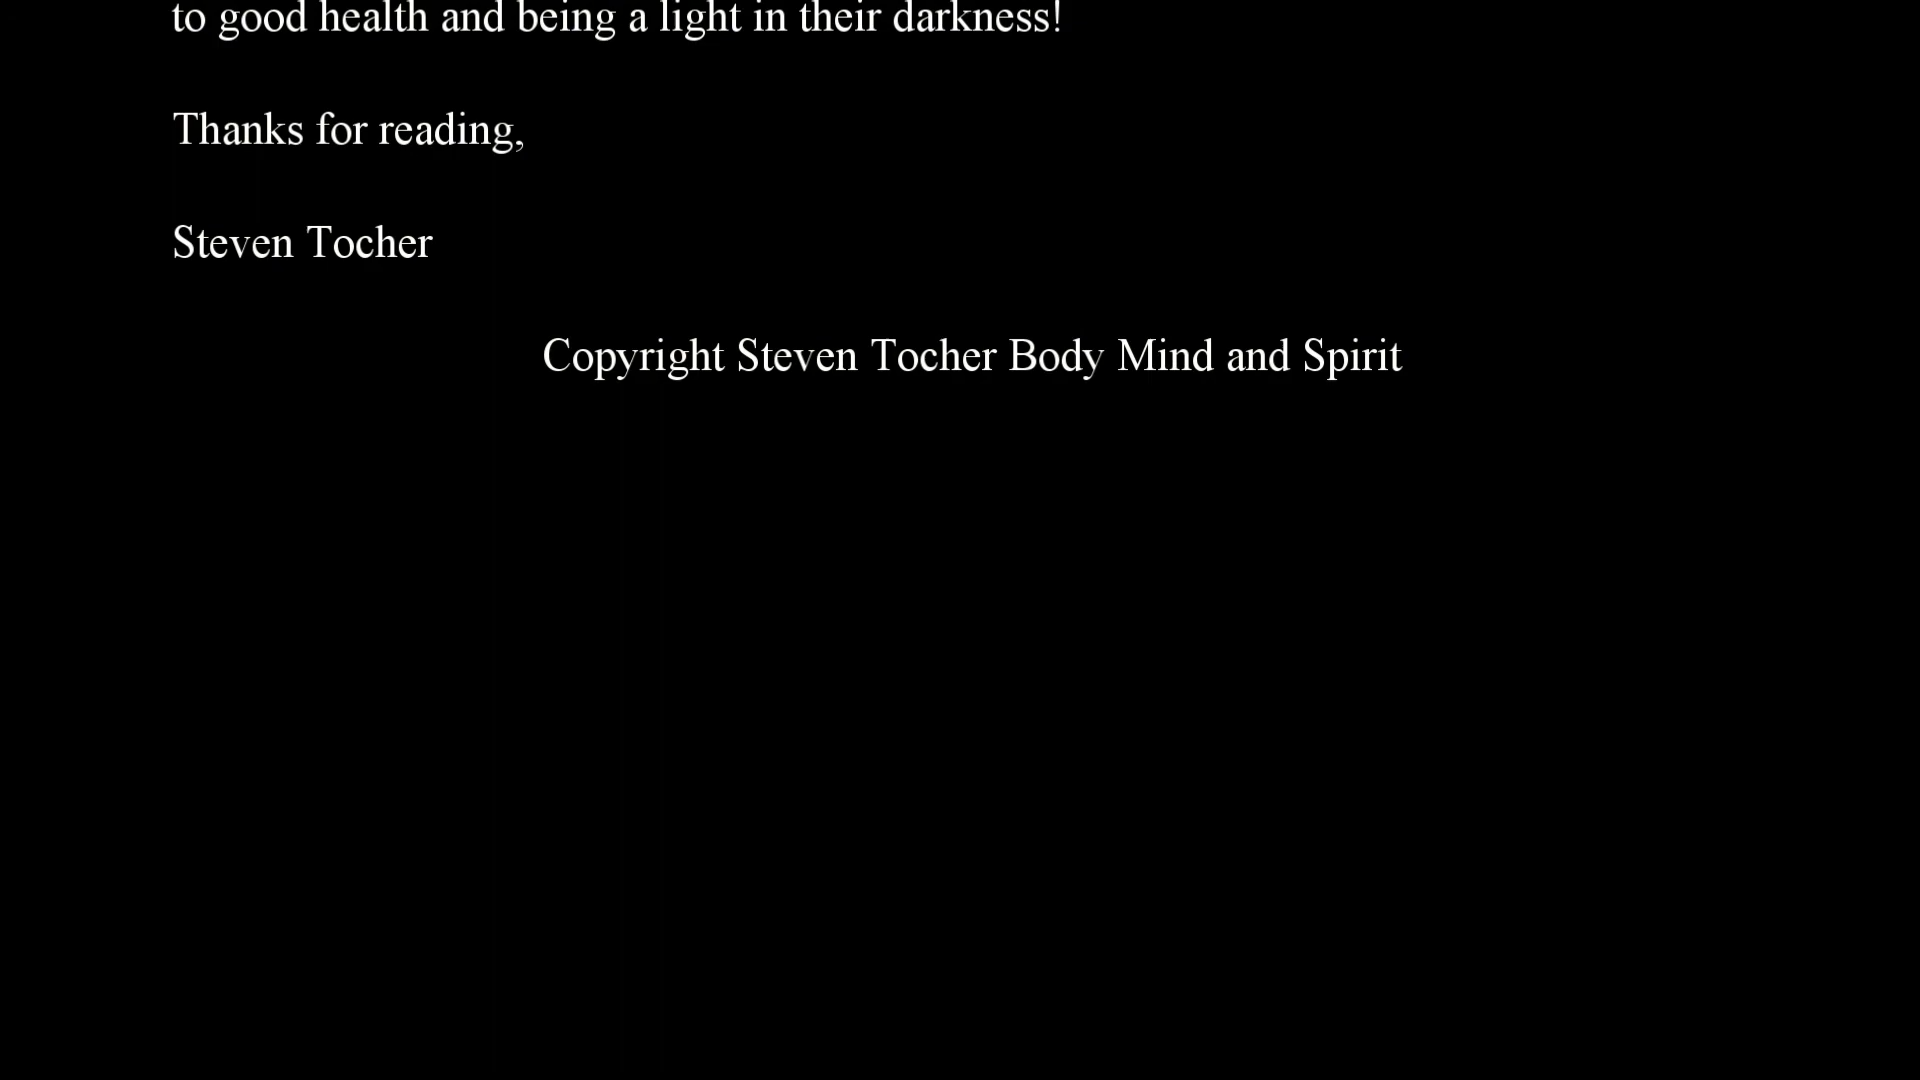 to good health and being a light in their darkness!
Thanks for reading,
Steven Tocher
Copyright Steven Tocher Body Mind and Spirit